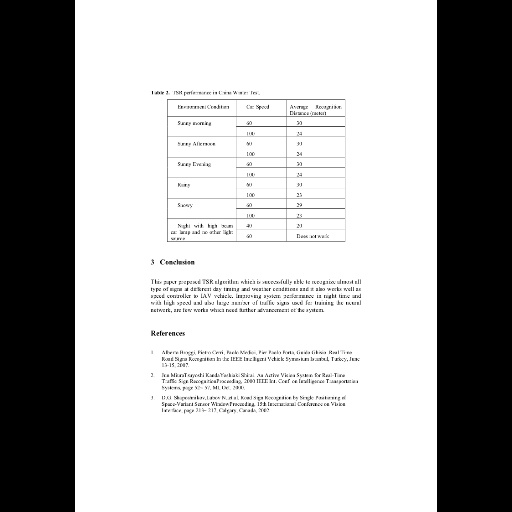 Table 2. TSR performance in China Winter Test.
Environment Condition Car Speed Average Recognition
Distance (meter)
Sunny morning 60 30
100 24
Sunny Afternoon 60 30
100 24
Sunny Evening 60 30
100 24
Rainy 60 30
100 23
Snowy 60 29
100 23
Night with high beam 40 20
car lamp and no other light
source 60 Does not work
3 Conclusion
This paper proposed TSR algorithm which is successfully able to recognize almost all
type of signs at different day timing and weather conditions and it also works well as
speed controller to IAV vehicle. Improving system performance in night time and
with high speed and also large number of traffic signs used for training the neural
network, are few works which need further advancement of the system.
References
1 Alberto Broggi, Pietro Cerri, Paolo Medici, Pier Paolo Porta, Guido Ghisio. Real Time
Road Signs Recognition In the IEEE Intelligent Vehicle Symosium Istanbul, Turkey, June
13-15, 2007.
2 Jun Miura Tsuyoshi Kanda Yoshiaki Shirai. An Active Vision System for Real-Time
Traffic Sign Recognition Proceeding, 2000 IEEE Int. Conf. on Intelligence Transportation
Systems, page 52- 57, MI, Oct. 2000.
3 D.G. Shaposhnikov, Lubov N. et al, Road Sign Recognition by Single Positioning of
Space-Variant Sensor Window Proceeding, 15th International Conference on Vision
Interface, page 213- 217, Calgary, Canada, 2002.